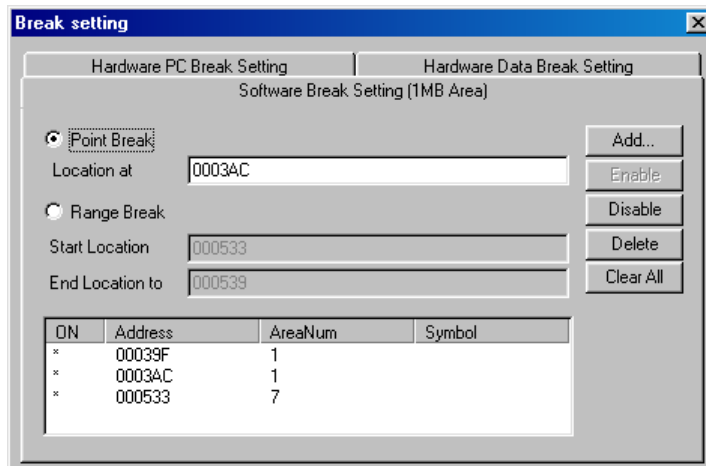 Break setting
Hardware PC Break Setting Hardware Data Break Setting
Software Break Setting (1MB Area)
Point Break Add...
Location at 0003AC Enable
Range Break Disable
Start Location 000533 Delete
End Location to 000539 Clear All
ON Address AreaNum Symbol
* 00039F 1
* 0003AC 1
* 000533 7